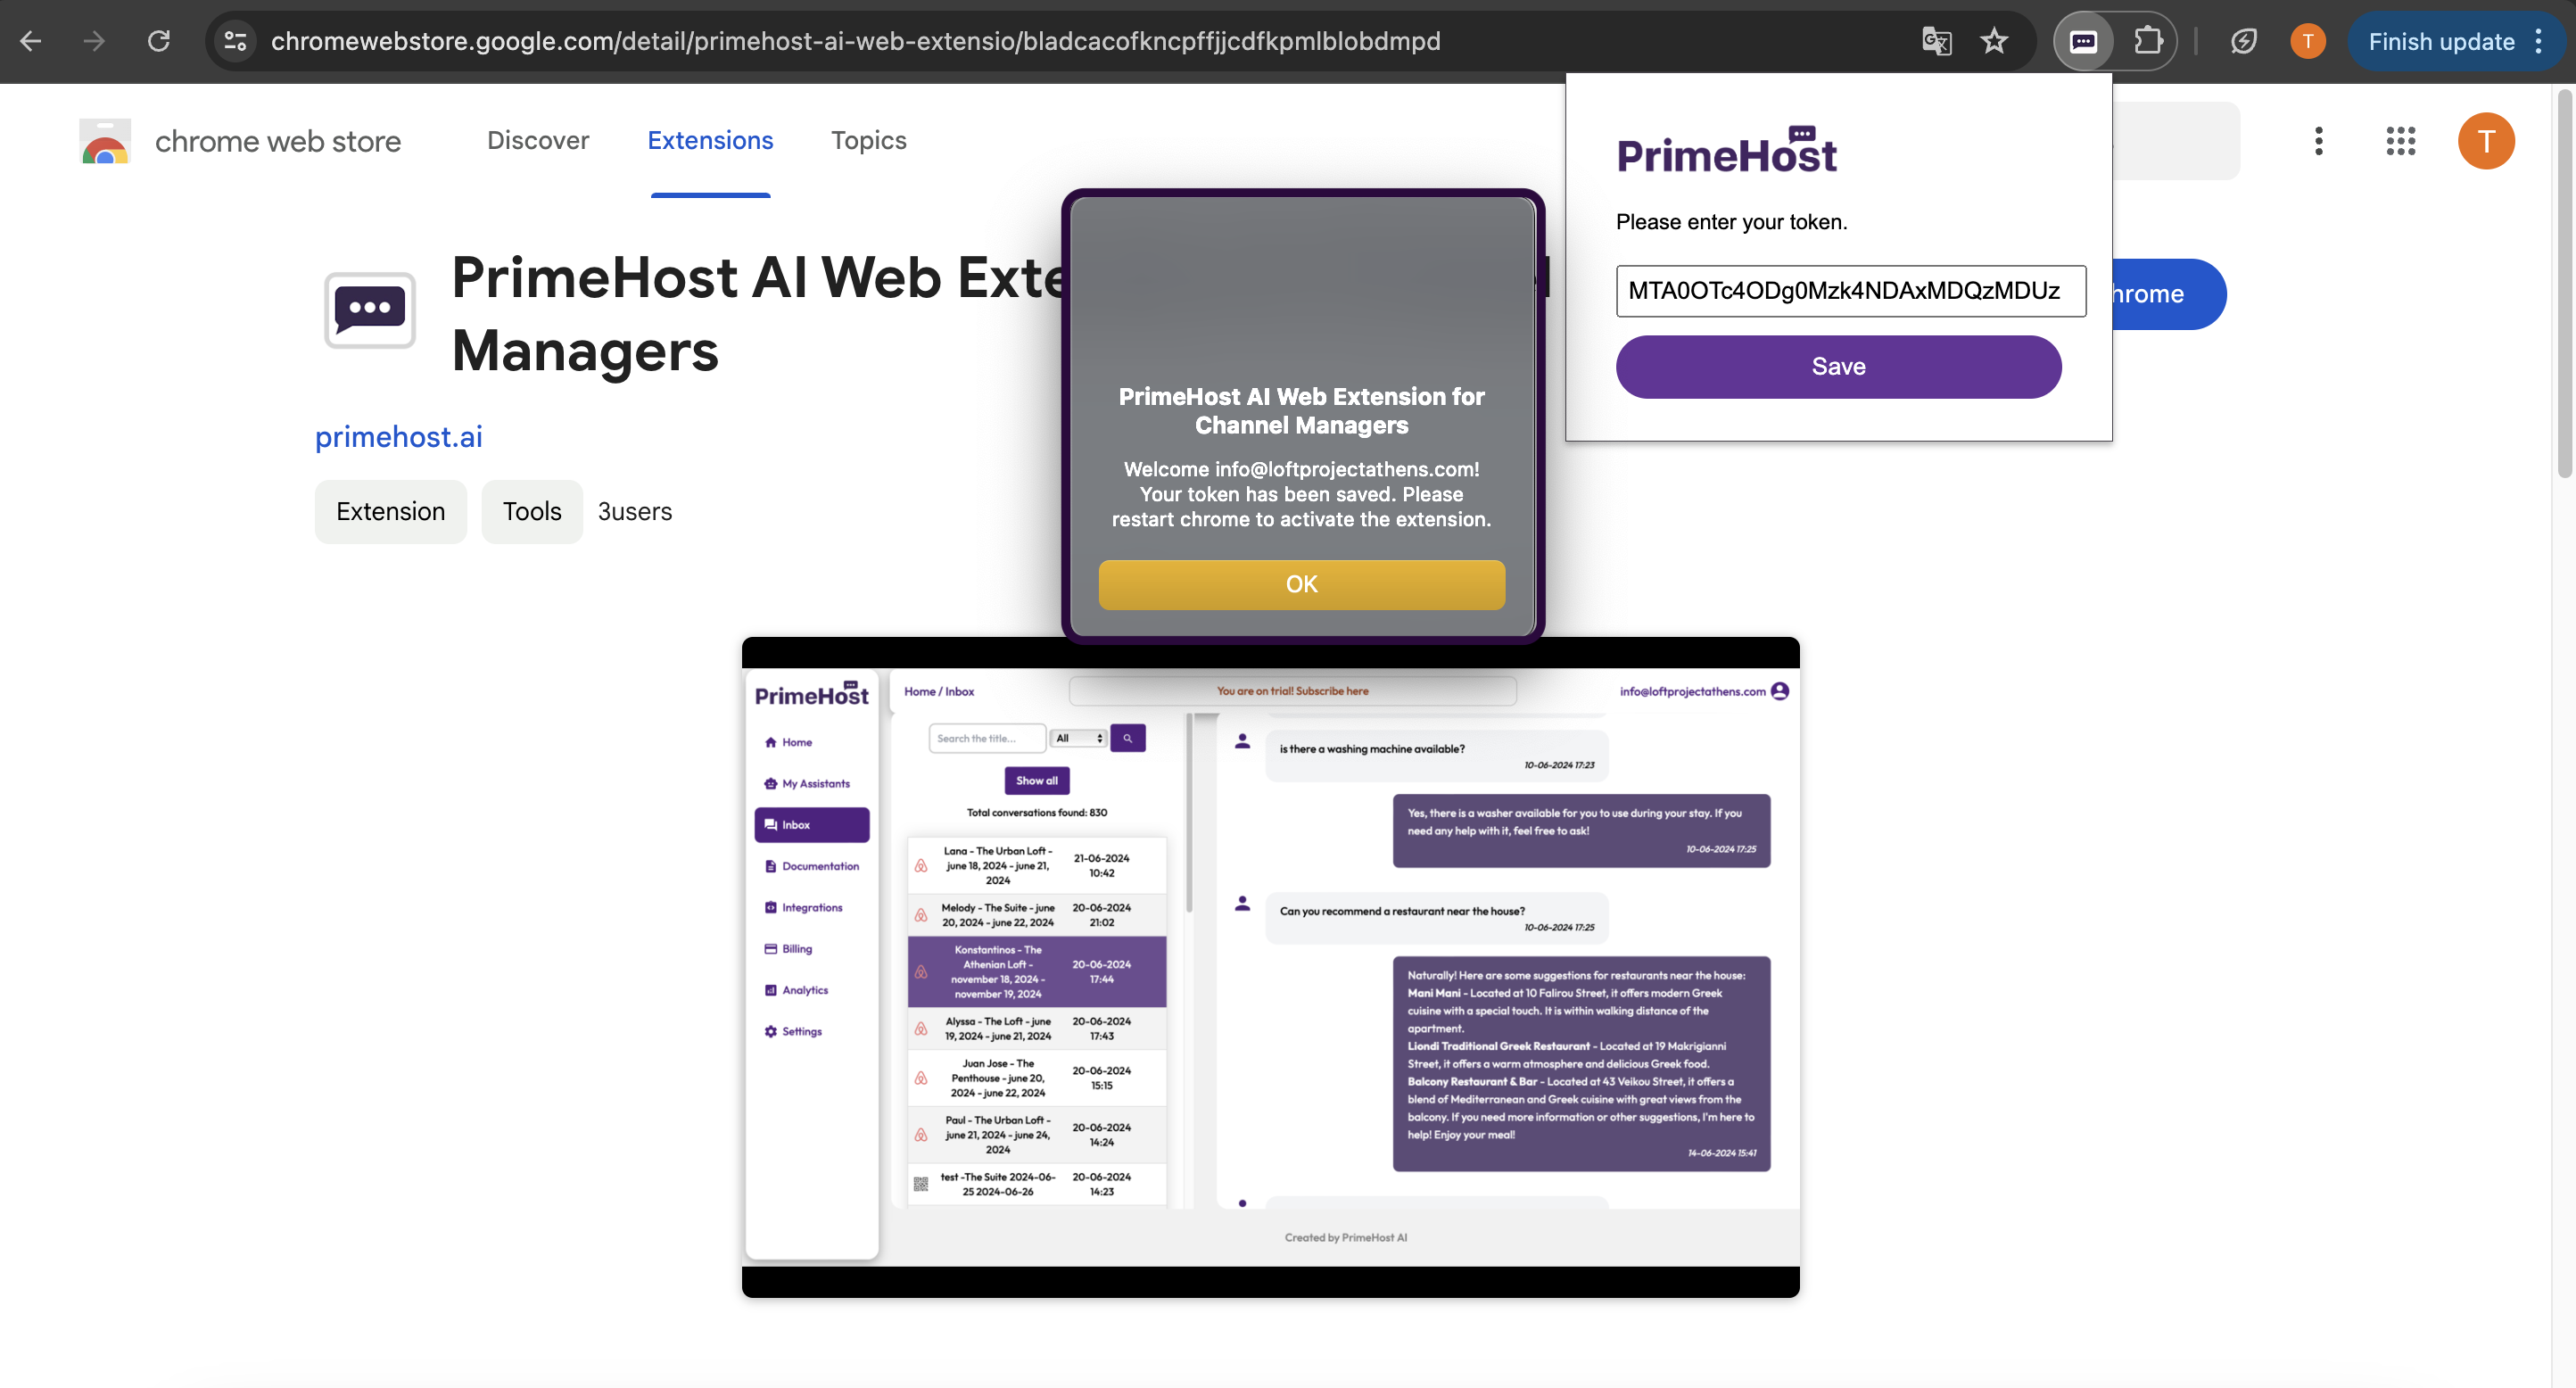 chromewebstore.google.com/detail/primehost-ai-web-extensio/bladcacofkncpffjjcdfkpmlblobdmpd
T
Finish update
chrome web store
Discover
Extensions
Topics
T
PrimeHost AI Web
Managers
primehost.ai
Extension
Tools
3users
PrimeHost
Please enter your token.
MTA0OTc4ODg0Mzk4NDAxMDQzMDUz
Save
PrimeHost AI Web Extension for
Channel Managers
Welcome info@loftprojectathens.com!
Your token has been saved. Please
restart chrome to activate the extension.
OK
PrimeHost
Home
My Assistants
Inbox
Documentation
Integrations
Billing
Analytics
Settings
Home / Inbox
You are on trial! Subscribe here
info@loftprojectathens.com
Search the title...
All
Show all
Total conversations found: 830
Lana - The Urban Loft -
june 18, 2024 - june 21,
2024
21-06-2024
10:42
Melody - The Suite - june
20, 2024 - june 22, 2024
20-06-2024
21:02
Konstantinos - The
Athenian Loft -
november 18, 2024 -
november 19, 2024
20-06-2024
17:44
Alyssa - The Loft - june
19, 2024 - june 21, 2024
20-06-2024
17:43
Juan Jose - The
Penthouse - june 20,
2024 - june 22, 2024
20-06-2024
15:15
Paul - The Urban Loft -
june 21, 2024 - june 24,
2024
20-06-2024
14:24
test -The Suite 2024-06-
25 2024-06-26
20-06-2024
14:23
is there a washing machine available?
10-06-2024 17:23
Yes, there is a washer available for you to use during your stay. If you
need any help with it, feel free to ask!
10-06-2024 17:25
Can you recommend a restaurant near the house?
10-06-2024 17:25
Naturally! Here are some suggestions for restaurants near the house:
Mani Mani - Located at 10 Falirou Street, it offers modern Greek
cuisine with a special touch. It is within walking distance of the
apartment.
Liondi Traditional Greek Restaurant - Located at 19 Makrigianni
Street, it offers a warm atmosphere and delicious Greek food.
Balcony Restaurant & Bar - Located at 43 Veikou Street, it offers a
blend of Mediterranean and Greek cuisine with great views from the
balcony. If you need more information or other suggestions, I'm here to
help! Enjoy your meal!
14-06-2024 15:41
Created by PrimeHost AI